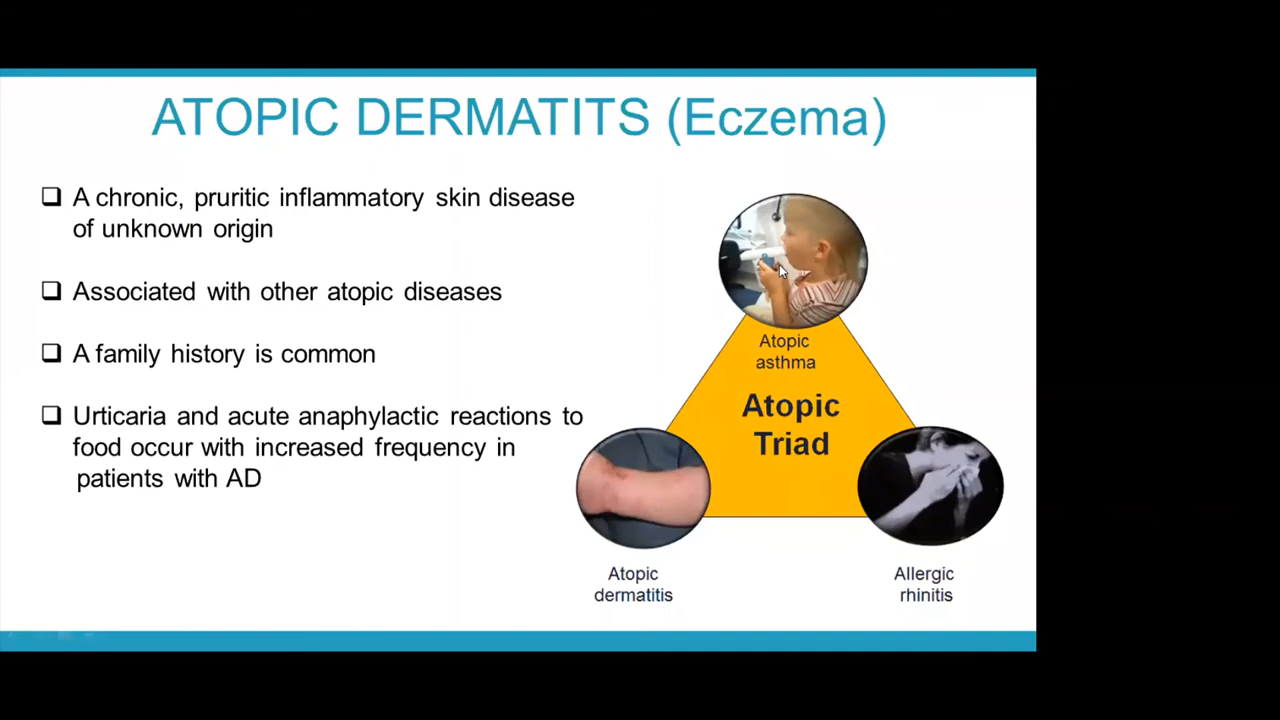 ATOPIC DERMATITS (Eczema)
A chronic, pruritic inflammatory skin disease
of unknown origin
Associated with other atopic diseases
A family history is common
Urticaria and acute anaphylactic reactions to
food occur with increased frequency in
patients with AD
Atopic
asthma
Atopic
Triad
Atopic
dermatitis
Allergic
rhinitis